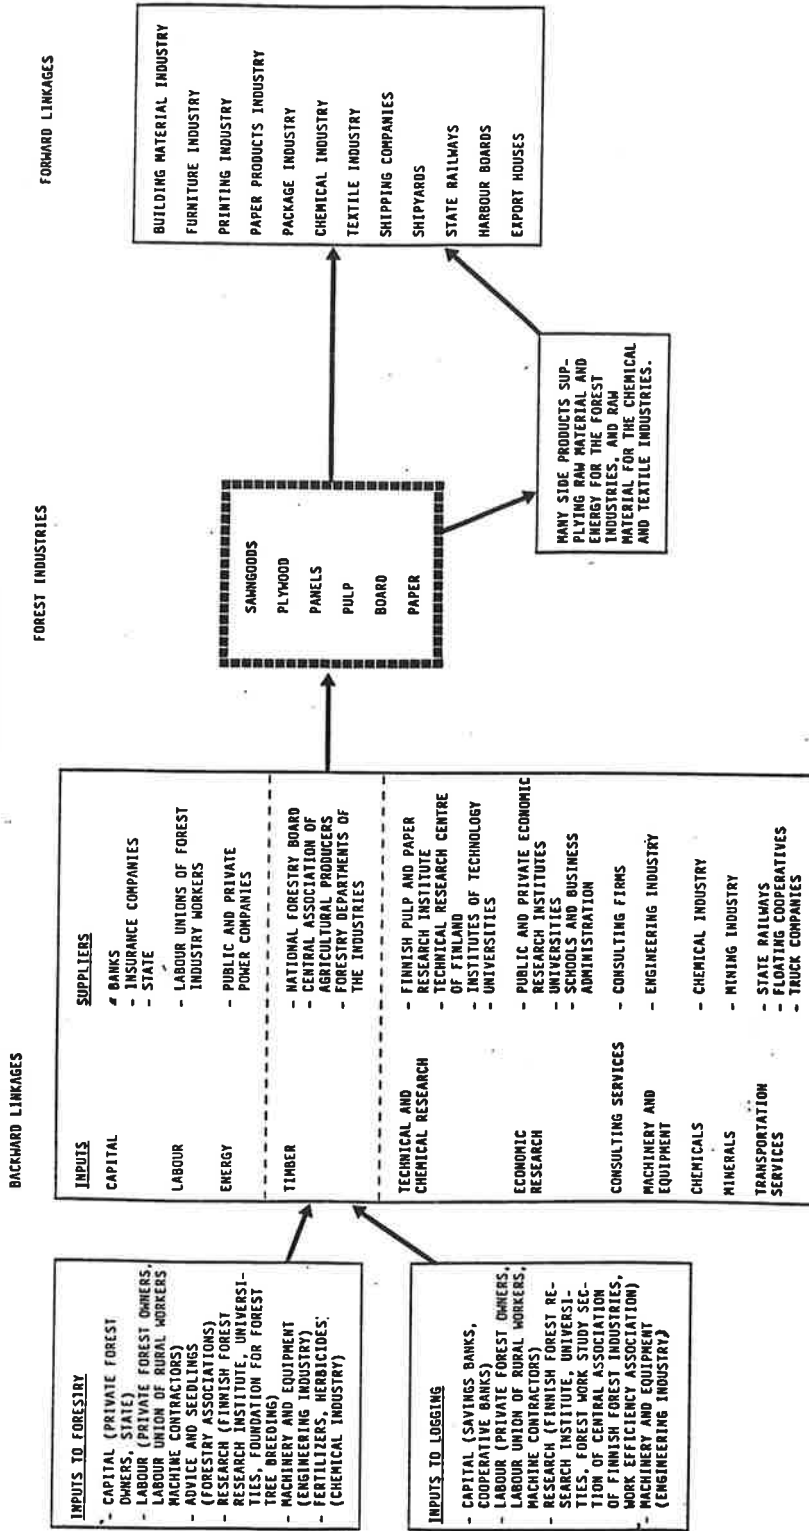 BACKWARD LINKAGES
FOREST INDUSTRIES
FORWARD LINKAGES
INPUTS TO FORESTRY
- CAPITAL (PRIVATE FOREST
OWNERS, STATE)
- LABOUR (PRIVATE FOREST OWNERS,
LABOUR UNION OF RURAL WORKERS
MACHINE CONTRACTORS)
- ADVICE AND SEEDLINGS
(FORESTRY ASSOCIATIONS)
- RESEARCH (FINNISH FOREST
RESEARCH INSTITUTE, UNIVERSI-
TIES, FOUNDATION FOR FOREST
TREE BREEDING)
- MACHINERY AND EQUIPMENT
(ENGINEERING INDUSTRY)
- FERTILIZERS, HERBICIDES,
(CHEMICAL INDUSTRY)
INPUTS TO LOGGING
- CAPITAL (SAVINGS BANKS,
COOPERATIVE BANKS)
- LABOUR (PRIVATE FOREST OWNERS,
LABOUR UNION OF RURAL WORKERS,
MACHINE CONTRACTORS)
- RESEARCH (FINNISH FOREST RE-
SEARCH INSTITUTE, UNIVERSI-
TIES, FOREST WORK STUDY SEC-
TION OF CENTRAL ASSOCIATION
OF FINNISH FOREST INDUSTRIES,
WORK EFFICIENCY ASSOCIATION)
- MACHINERY AND EQUIPMENT
(ENGINEERING INDUSTRY)
INPUTS
SUPPLIERS
CAPITAL
- BANKS
- INSURANCE COMPANIES
- STATE
LABOUR
- LABOUR UNIONS OF FOREST
INDUSTRY WORKERS
ENERGY
- PUBLIC AND PRIVATE
POWER COMPANIES
TIMBER
- NATIONAL FORESTRY BOARD
- CENTRAL ASSOCIATION OF
AGRICULTURAL PRODUCERS
- FORESTRY DEPARTMENTS OF
THE INDUSTRIES
TECHNICAL AND
CHEMICAL RESEARCH
- FINNISH PULP AND PAPER
RESEARCH INSTITUTE
- TECHNICAL RESEARCH CENTRE
OF FINLAND
- INSTITUTES OF TECHNOLOGY
- UNIVERSITIES
ECONOMIC
RESEARCH
- PUBLIC AND PRIVATE ECONOMIC
RESEARCH INSTITUTES
- UNIVERSITIES
- SCHOOLS AND BUSINESS
ADMINISTRATION
CONSULTING SERVICES
- CONSULTING FIRMS
MACHINERY AND
EQUIPMENT
- ENGINEERING INDUSTRY
CHEMICALS
- CHEMICAL INDUSTRY
MINERALS
- MINING INDUSTRY
TRANSPORTATION
SERVICES
- STATE RAILWAYS
- FLOATING COOPERATIVES
- TRUCK COMPANIES
SAWNGOODS
PLYWOOD
PANELS
PULP
BOARD
PAPER
MANY SIDE PRODUCTS SUP-
PLYING RAW MATERIAL AND
ENERGY FOR THE FOREST
INDUSTRIES, AND RAW
MATERIAL FOR THE CHEMICAL
AND TEXTILE INDUSTRIES.
BUILDING MATERIAL INDUSTRY
FURNITURE INDUSTRY
PRINTING INDUSTRY
PAPER PRODUCTS INDUSTRY
PACKAGE INDUSTRY
CHEMICAL INDUSTRY
TEXTILE INDUSTRY
SHIPPING COMPANIES
SHIPYARDS
STATE RAILWAYS
HARBOUR BOARDS
EXPORT HOUSES